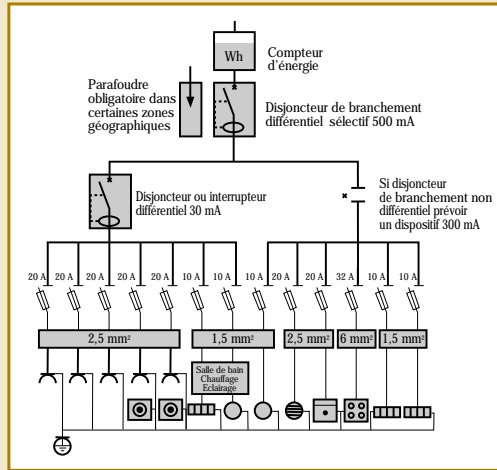 Wh
Compteur
d'énergie
Parafoudre
obligatoire dans
certaines zones
géographiques
Disjoncteur de branchement
différentiel sélectif 500 mA
Disjoncteur ou interrupteur
différentiel 30 mA
Si disjoncteur
de branchement non
différentiel prévoir
un dispositif 300 mA
20 A 20 A 20 A 20 A 20 A 10 A 10 A 10 A 20 A 20 A 32 A 10 A 10 A
2,5 mm² 1,5 mm² 2,5 mm² 6 mm² 1,5 mm²
Salle de bain
Chauffage
Eclairage